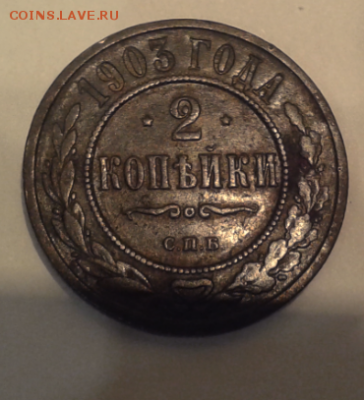 COINS.LAVE.RU
1903 ГОДА
2
КОПѢЙКИ
С.П.Б.